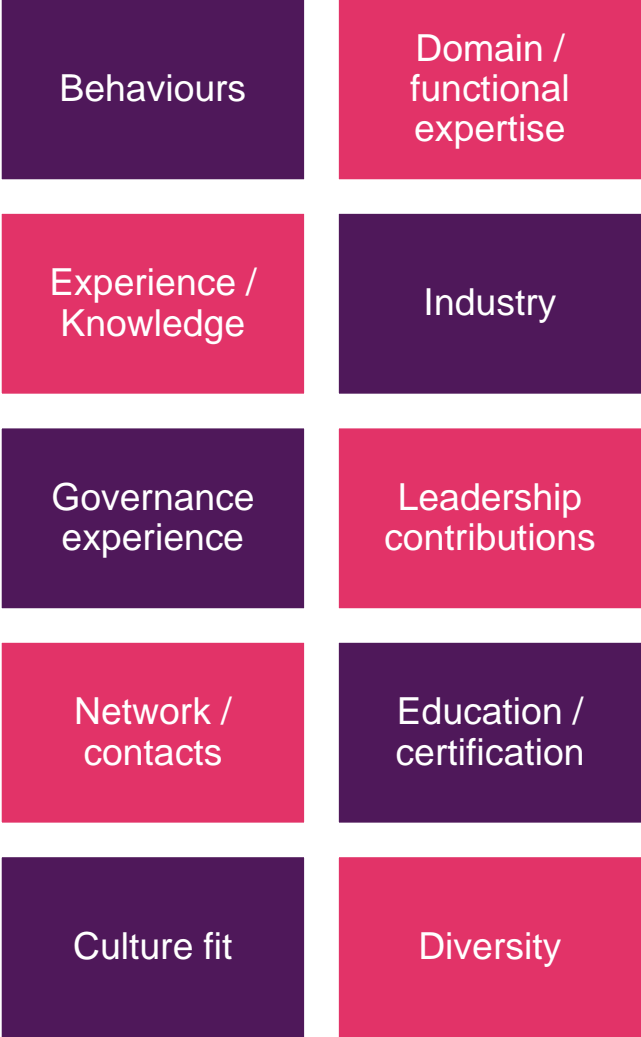 Behaviours
Domain /
functional
expertise
Experience /
Knowledge
Industry
Governance
experience
Leadership
contributions
Network /
contacts
Education /
certification
Culture fit
Diversity